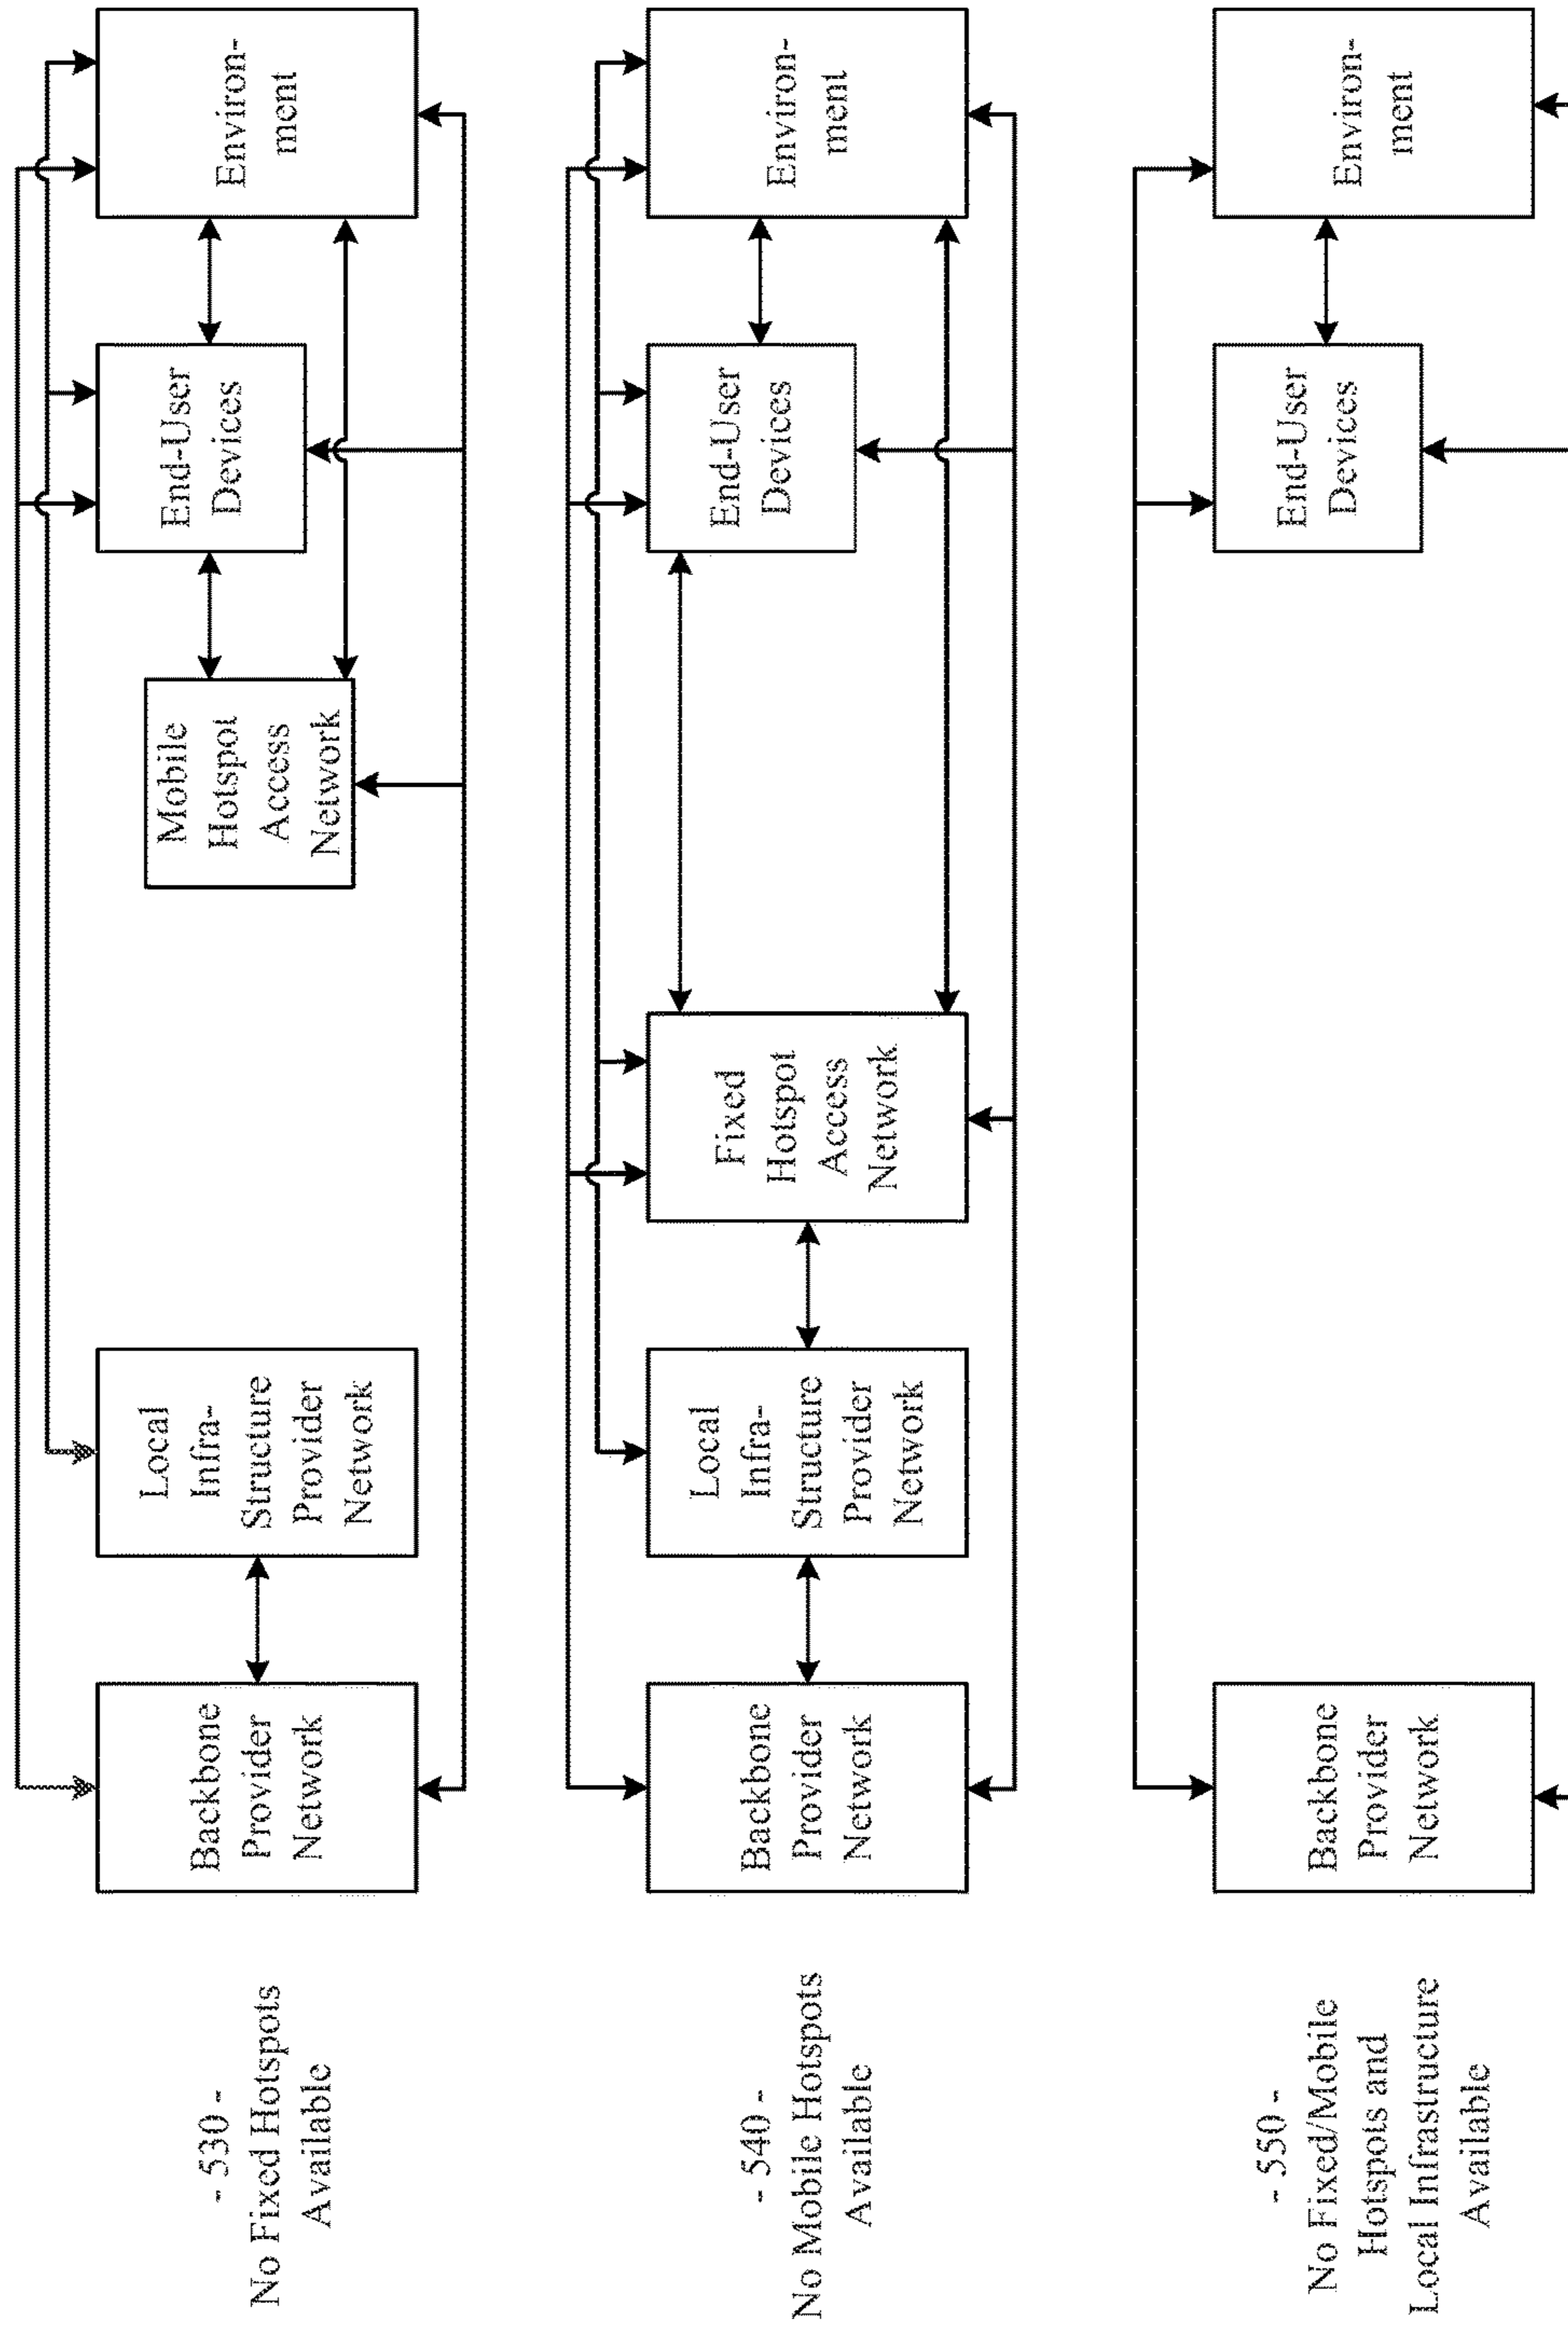 - 530 -
No Fixed Hotspots
Available
Backbone
Provider
Network
Local
Infra-
Structure
Provider
Network
Mobile
Hotspot
Access
Network
End-User
Devices
Environ-
ment
- 540 -
No Mobile Hotspots
Available
Backbone
Provider
Network
Local
Infra-
Structure
Provider
Network
Fixed
Hotspot
Access
Network
End-User
Devices
Environ-
ment
- 550 -
No Fixed/Mobile
Hotspots and
Local Infrastructure
Available
Backbone
Provider
Network
End-User
Devices
Environ-
ment